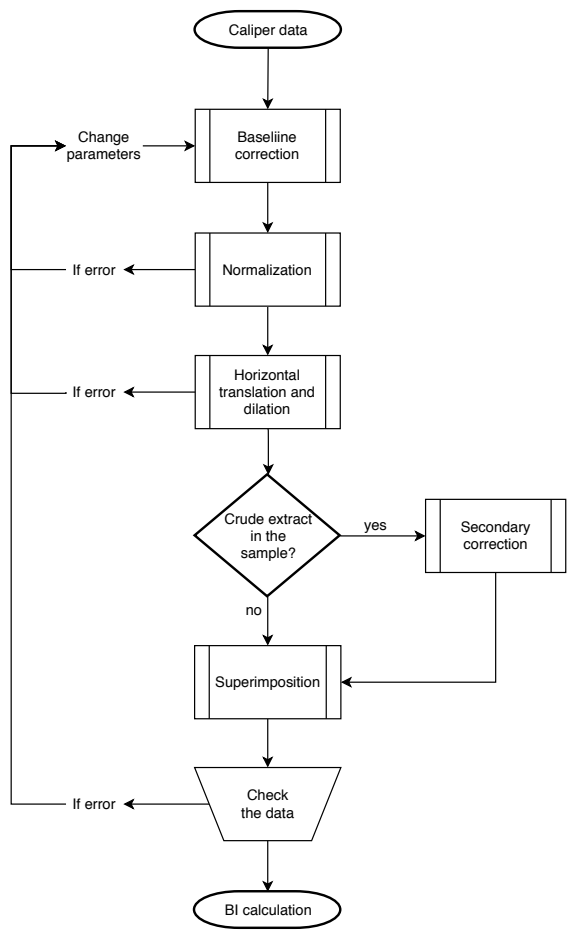 Caliper data
Change
parameters
Baseliine
correction
If error
Normalization
If error
Horizontal
translation and
dilation
Crude extract
in the
sample?
yes
Secondary
correction
no
Superimposition
If error
Check
the data
BI calculation